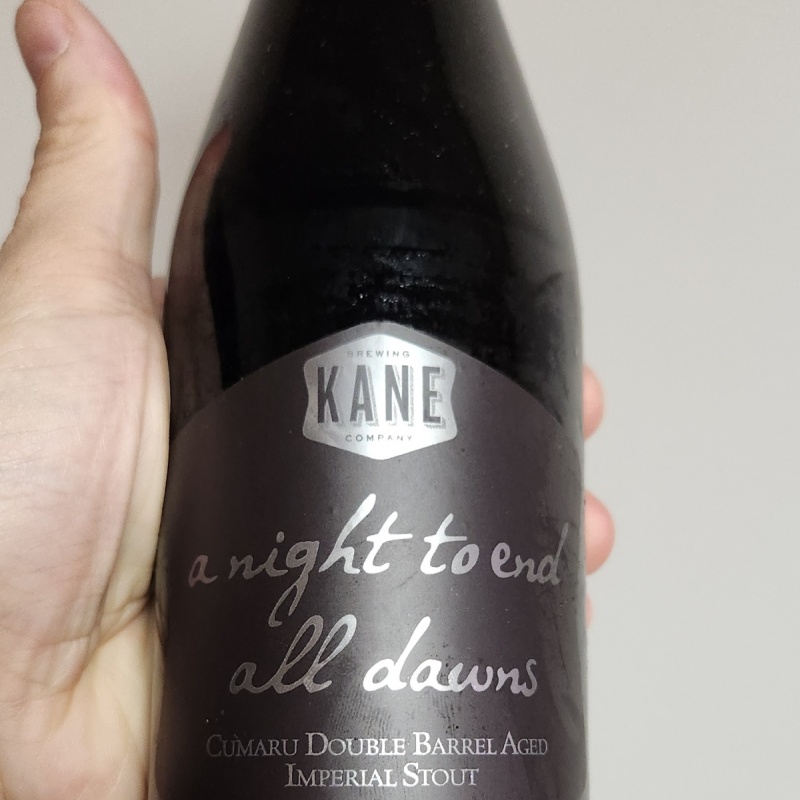 BREWING
KANE
COMPANY
a night to end
all dawns
CUMARU DOUBLE BARREL AGED
IMPERIAL STOUT